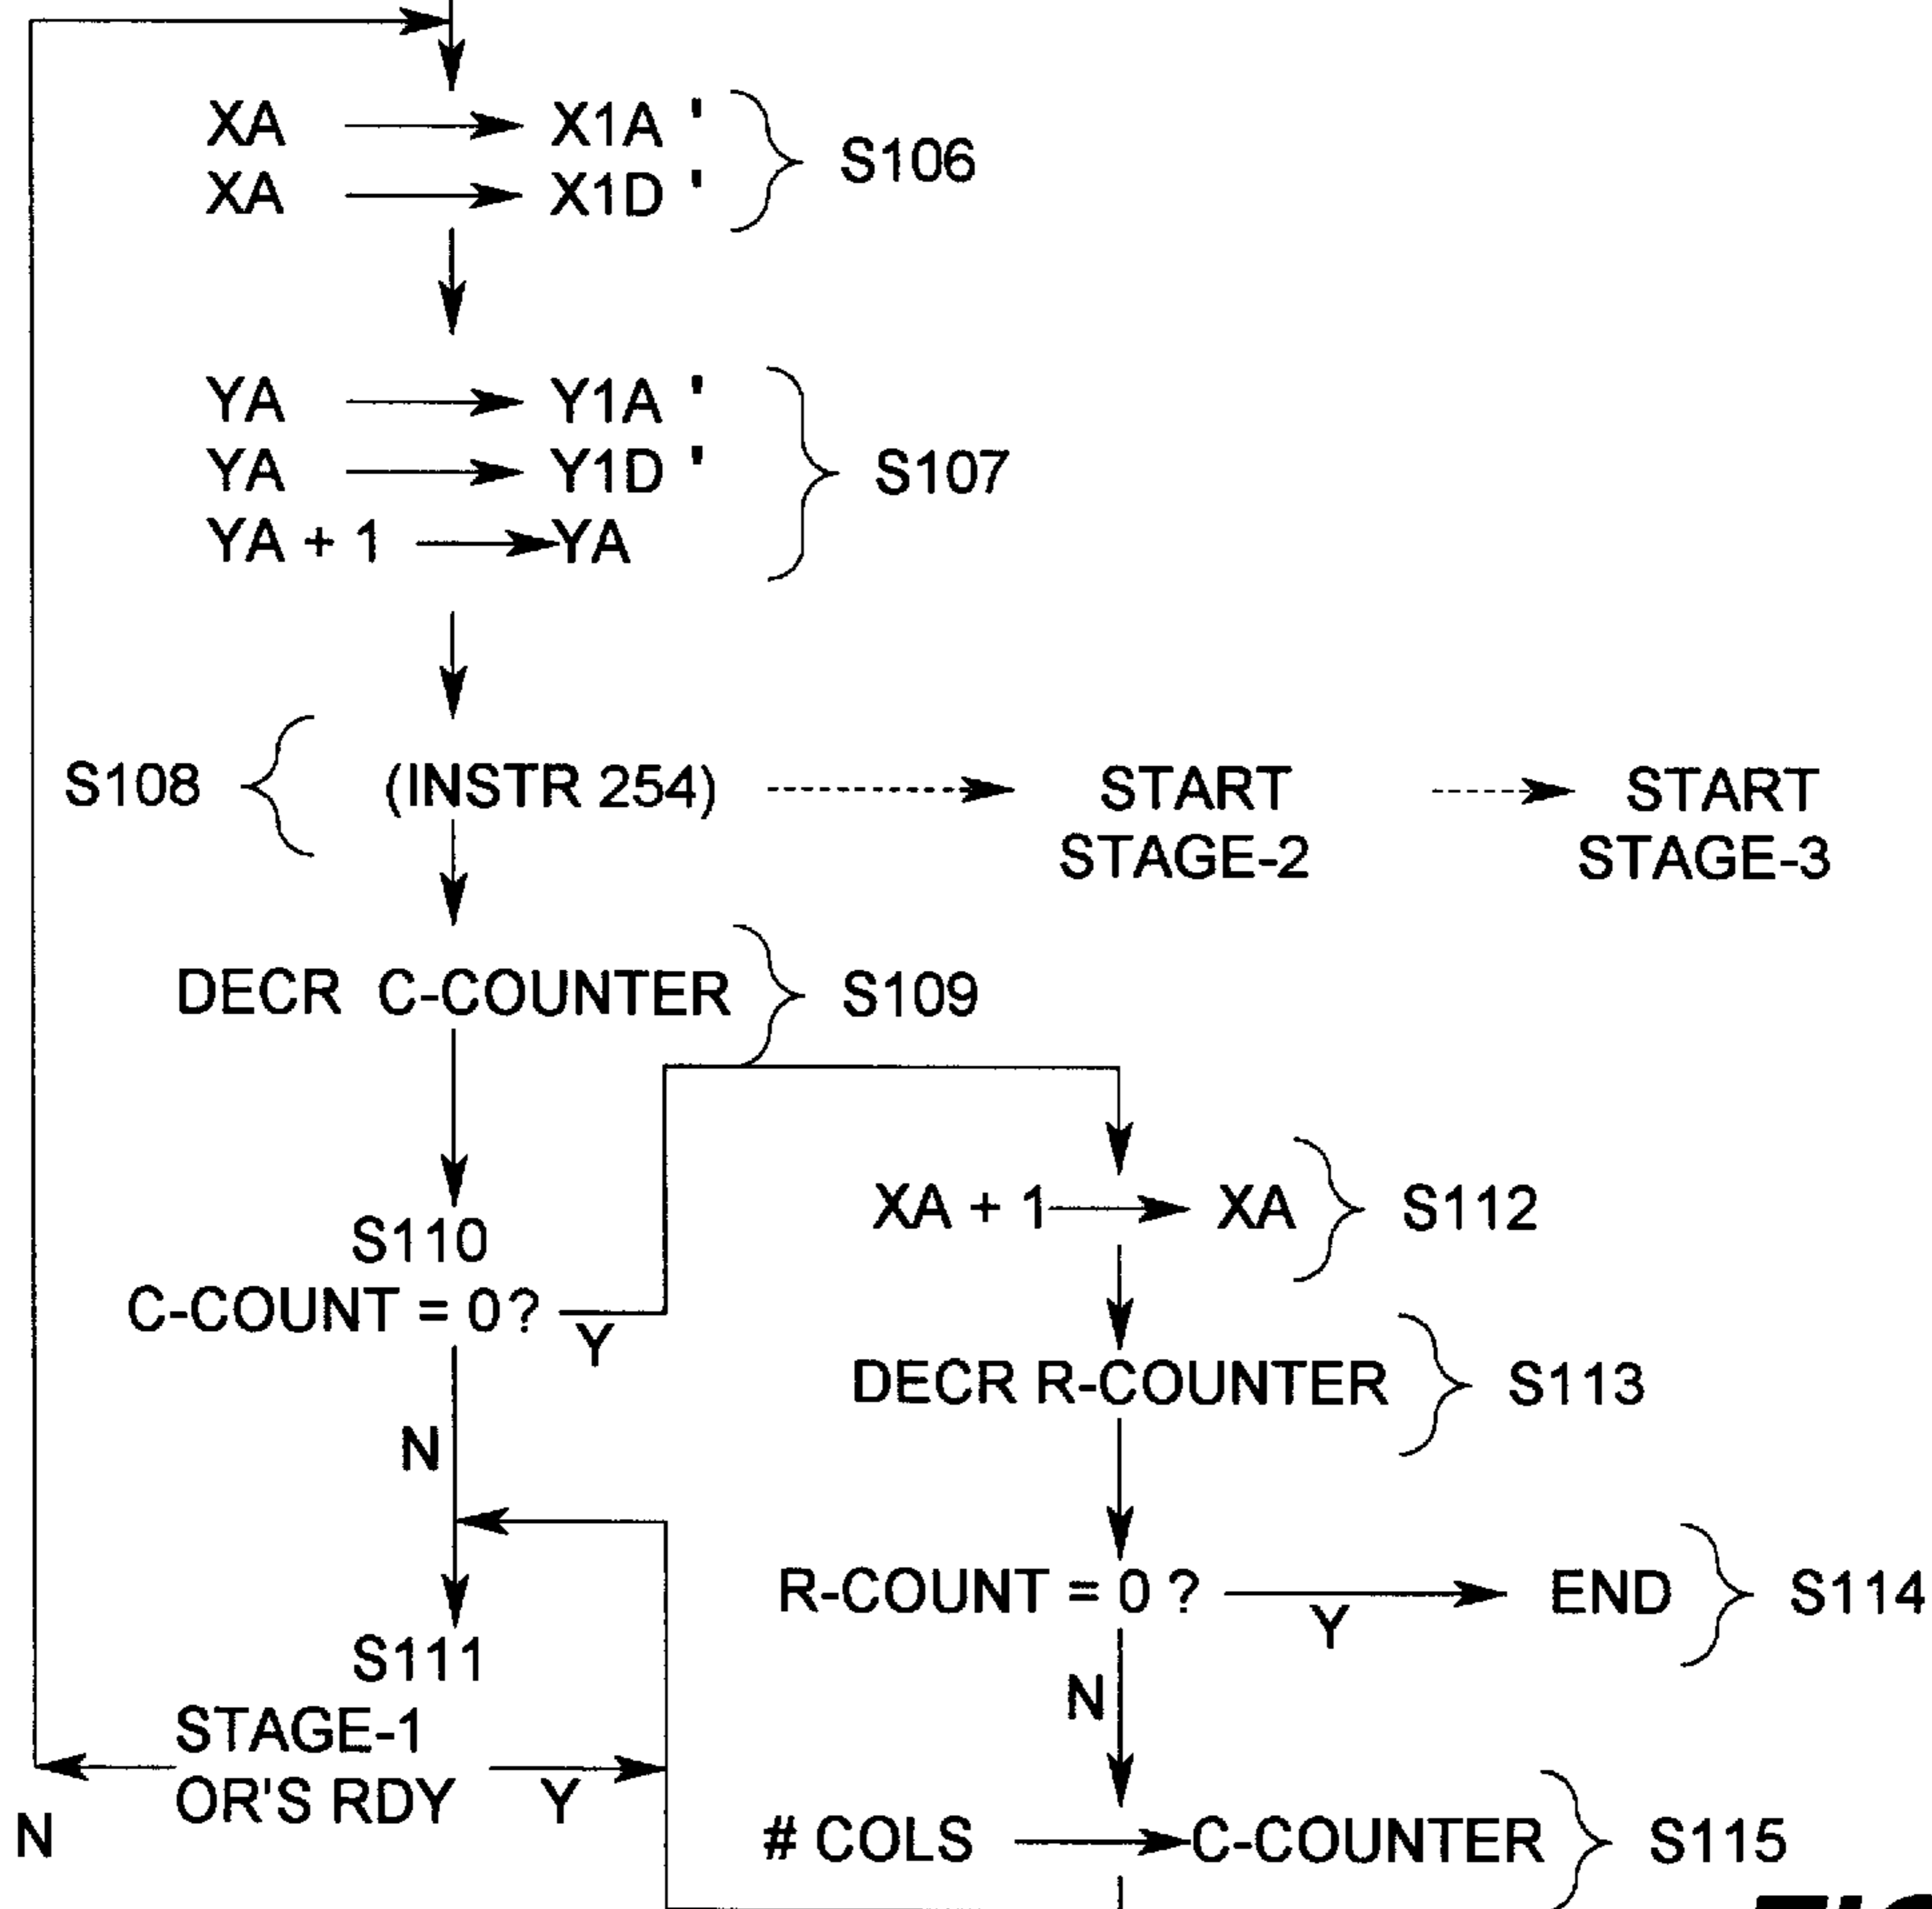 XA X1A ' S106
XA X1D '
YA Y1A '
YA Y1D ' S107
YA + 1 YA
S108 (INSTR 254) START START
STAGE-2 STAGE-3
DECR C-COUNTER S109
XA + 1 XA S112
S110
C-COUNT = 0 ? Y
DECR R-COUNTER S113
N
R-COUNT = 0 ? Y END S114
S111
N
STAGE-1
OR'S RDY Y
N
# COLS C-COUNTER S115